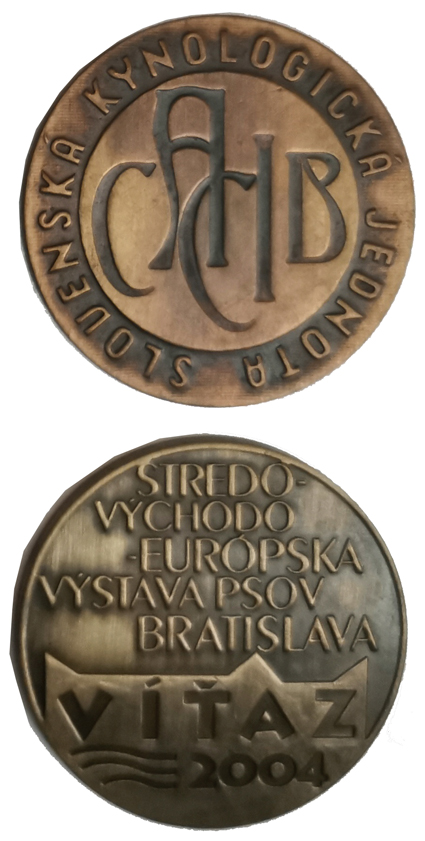 SLOVENSKÁ KYNOLOGICKÁ JEDNOTA
CACIB
STREDO-
VÝCHODO
-EURÓPSKA
VÝSTAVA PSOV
BRATISLAVA
VÍŤAZ
2004